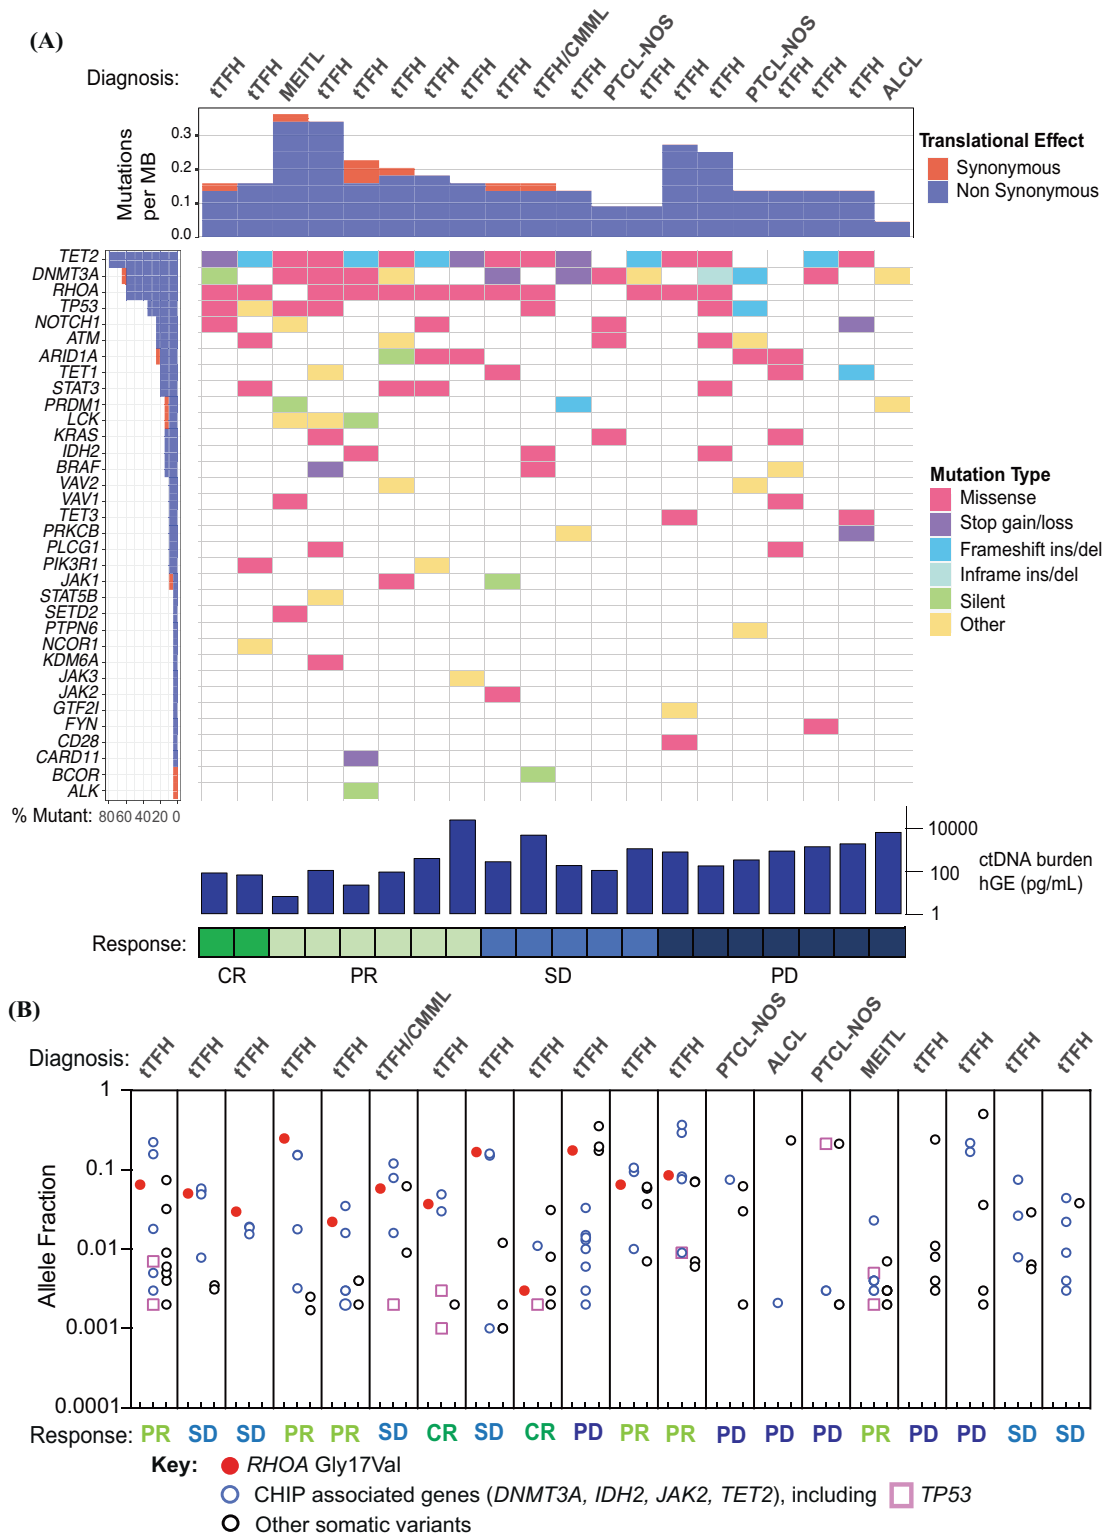 (A)
Diagnosis: tTFH tTFH MEITL tTFH tTFH tTFH tTFH tTFH tTFH tTFH/CMML tTFH PTCL-NOS tTFH tTFH tTFH PTCL-NOS tTFH tTFH tTFH ALCL
Mutations per MB
0.3
0.2
0.1
0.0
Translational Effect
Synonymous
Non Synonymous
TET2
DNMT3A
RHOA
TP53
NOTCH1
ATM
ARID1A
TET1
STAT3
PRDM1
LCK
KRAS
IDH2
BRAF
VAV2
VAV1
TET3
PRKCB
PLCG1
PIK3R1
JAK1
STAT5B
SETD2
PTPN6
NCOR1
KDM6A
JAK3
JAK2
GTF2I
FYN
CD28
CARD11
BCOR
ALK
% Mutant: 80 60 40 20 0
Mutation Type
Missense
Stop gain/loss
Frameshift ins/del
Inframe ins/del
Silent
Other
10000
100
1
ctDNA burden
hGE (pg/mL)
Response:
CR PR SD PD
(B)
Diagnosis: tTFH tTFH tTFH tTFH tTFH tTFH/CMML tTFH tTFH tTFH tTFH tTFH tTFH PTCL-NOS ALCL PTCL-NOS MEITL tTFH tTFH tTFH tTFH
Allele Fraction
1
0.1
0.01
0.001
0.0001
Response: PR SD SD PR PR SD CR SD CR PD PR PR PD PD PD PR PD PD SD SD
Key: RHOA Gly17Val
CHIP associated genes (DNMT3A, IDH2, JAK2, TET2), including TP53
Other somatic variants